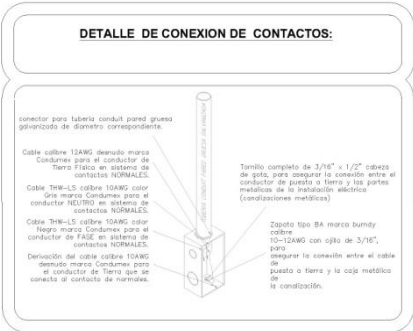 DETALLE DE CONEXION DE CONTACTOS:
conector para tuberia conduit pared gruesa
galvanizada de diametro correspondiente.
Cable calibre 12AWG desnudo marca
Condumex para el conductor de
Tierra Físico en sistema de
contactos NORMALES.
Cable THW-LS calibre 10AWG color
Gris marca Condumex para el
conductor NEUTRO en sistema de
contactos NORMALES.
Cable THW-LS calibre 10AWG color
Negro marca Condumex para el
conductor de FASE en sistema de
contactos NORMALES.
Derivación del cable calibre 10AWG
desnudo marca Condumex para
el conductor de Tierra que se
conecta al contacto de normales.
Tornillo completo de 3/16" x 1/2" cabeza
de gota, para asegurar la conexión entre el
conductor de puesta a tierra y las partes
metalicas de la instalación eléctrica
(canalizaciones metálicas)
Zapata tipo BA marca burndy
calibre
10-12AWG con ojillo de 3/16",
para
asegurar la conexión entre el cable
de
puesta a tierra y la caja metálica
de
la canalización.